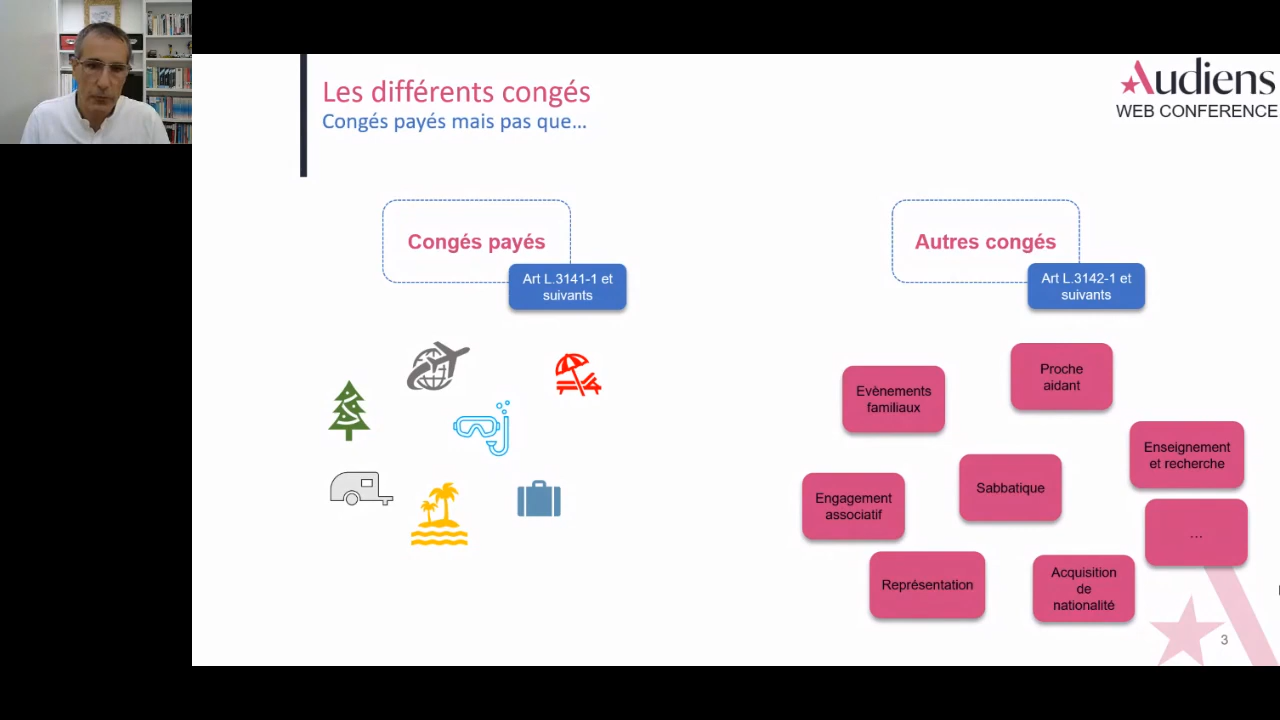 Les différents congés
Congés payés mais pas que...
Audiens
WEB CONFERENCE
Congés payés
Art L.3141-1 et
suivants
Autres congés
Art L.3142-1 et
suivants
Evènements
familiaux
Proche
aidant
Enseignement
et recherche
Engagement
associatif
Sabbatique
...
Représentation
Acquisition
de
nationalité
3